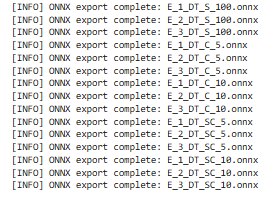 [INFO] ONNX export complete: E_1_DT_S_100.onnx
[INFO] ONNX export complete: E_2_DT_S_100.onnx
[INFO] ONNX export complete: E_3_DT_S_100.onnx
[INFO] ONNX export complete: E_1_DT_C_5.onnx
[INFO] ONNX export complete: E_2_DT_C_5.onnx
[INFO] ONNX export complete: E_3_DT_C_5.onnx
[INFO] ONNX export complete: E_1_DT_C_10.onnx
[INFO] ONNX export complete: E_2_DT_C_10.onnx
[INFO] ONNX export complete: E_3_DT_C_10.onnx
[INFO] ONNX export complete: E_1_DT_SC_5.onnx
[INFO] ONNX export complete: E_2_DT_SC_5.onnx
[INFO] ONNX export complete: E_3_DT_SC_5.onnx
[INFO] ONNX export complete: E_1_DT_SC_10.onnx
[INFO] ONNX export complete: E_2_DT_SC_10.onnx
[INFO] ONNX export complete: E_3_DT_SC_10.onnx